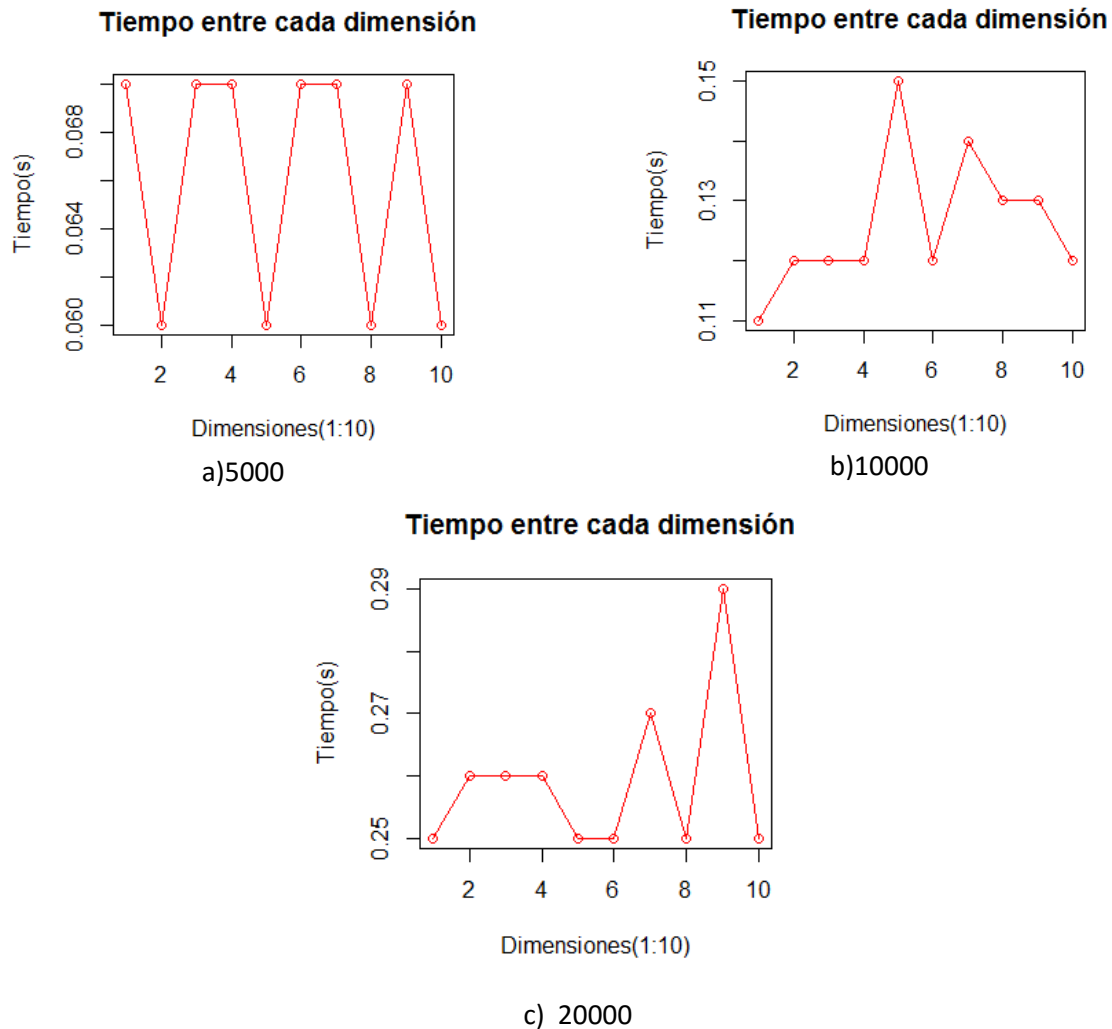 Tiempo entre cada dimensión
Tiempo(s)
0.068
0.064
0.060
2 4 6 8 10
Dimensiones(1:10)
a)5000
Tiempo entre cada dimensión
Tiempo(s)
0.15
0.13
0.11
2 4 6 8 10
Dimensiones(1:10)
b)10000
Tiempo entre cada dimensión
Tiempo(s)
0.29
0.27
0.25
2 4 6 8 10
Dimensiones(1:10)
c) 20000